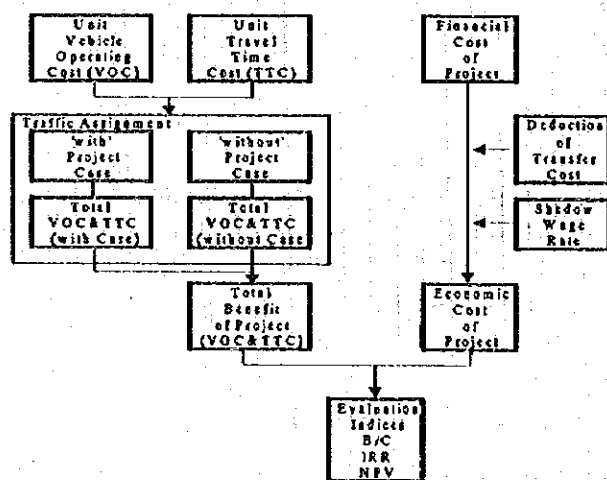 Unit
Vehicle
Operating
Cost (VOC)
Unit
Travel
Time
Cost (TTC)
Financial
Cost
of
Project
Traffic Assignment
'with'
Project
Case
'without'
Project
Case
Deduction
of
Transfer
Cost
Total
VOC&TTC
(with Case)
Total
VOC&TTC
(without Case)
Shadow
Wage
Rate
Total
Benefit
of Project
(VOC&TTC)
Economic
Cost
of
Project
Evaluation
Indices
B/C
IRR
NPV